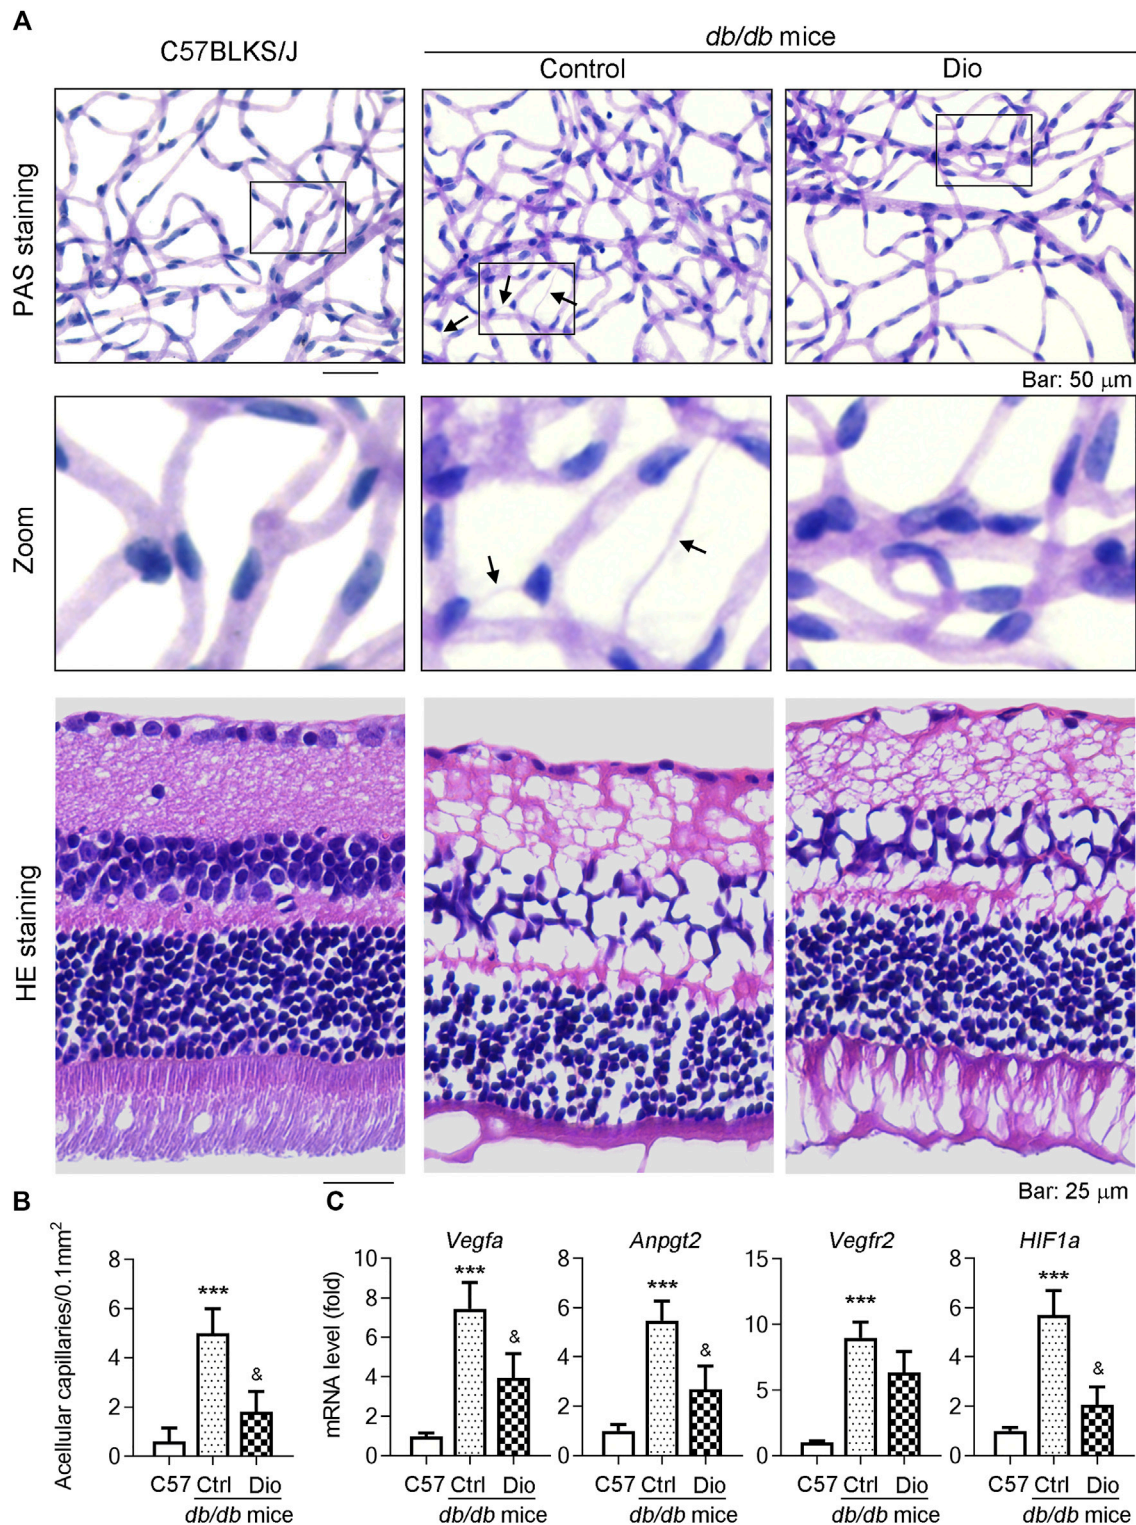 A
C57BLKS/J
db/db mice
Control
Dio
PAS staining
Bar: 50 μm
Zoom
HE staining
Bar: 25 μm
B
Acellular capillaries/0.1mm²
8
6
4
2
0
***
&
C57 Ctrl Dio
db/db mice
C
mRNA level (fold)
Vegfa
10
8
6
4
2
0
***
&
C57 Ctrl Dio
db/db mice
Anpgt2
8
6
4
2
0
***
&
C57 Ctrl Dio
db/db mice
Vegfr2
15
10
5
0
***
C57 Ctrl Dio
db/db mice
HIF1a
8
6
4
2
0
***
&
C57 Ctrl Dio
db/db mice